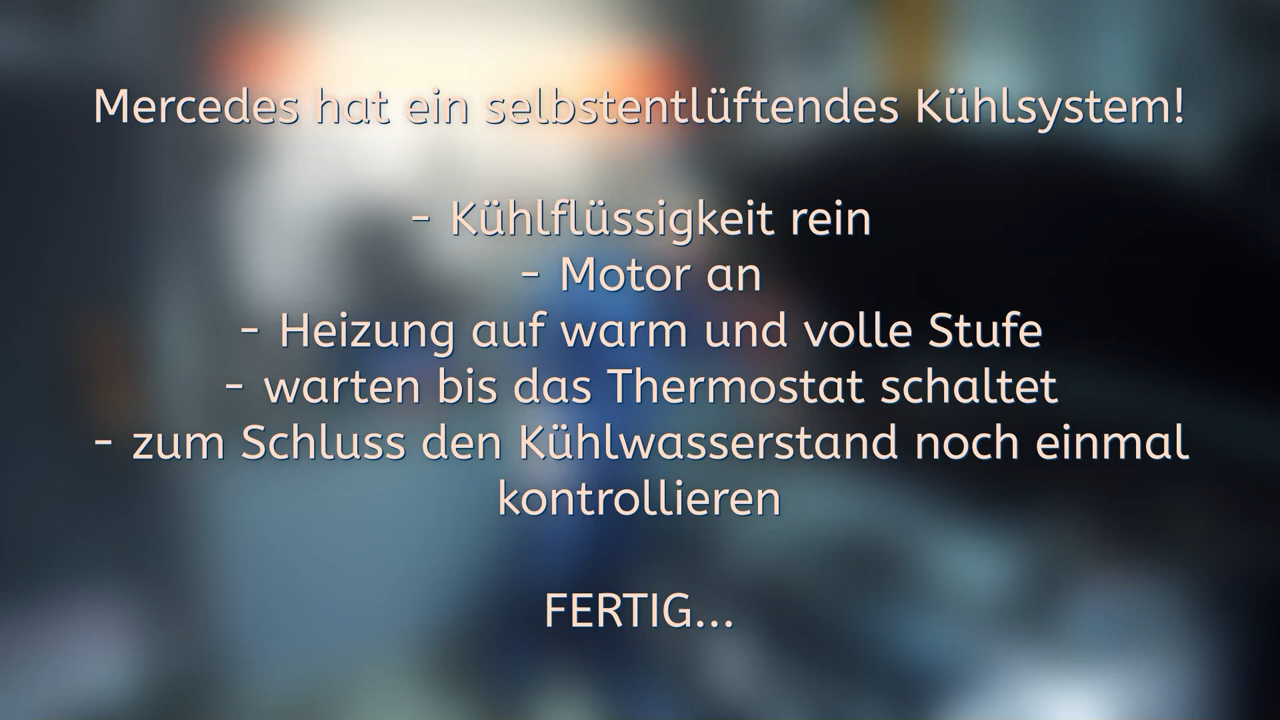 Mercedes hat ein selbstentlüftendes Kühlsystem!
- Kühlflüssigkeit rein
- Motor an
- Heizung auf warm und volle Stufe
- warten bis das Thermostat schaltet
- zum Schluss den Kühlwasserstand noch einmal
kontrollieren
FERTIG...